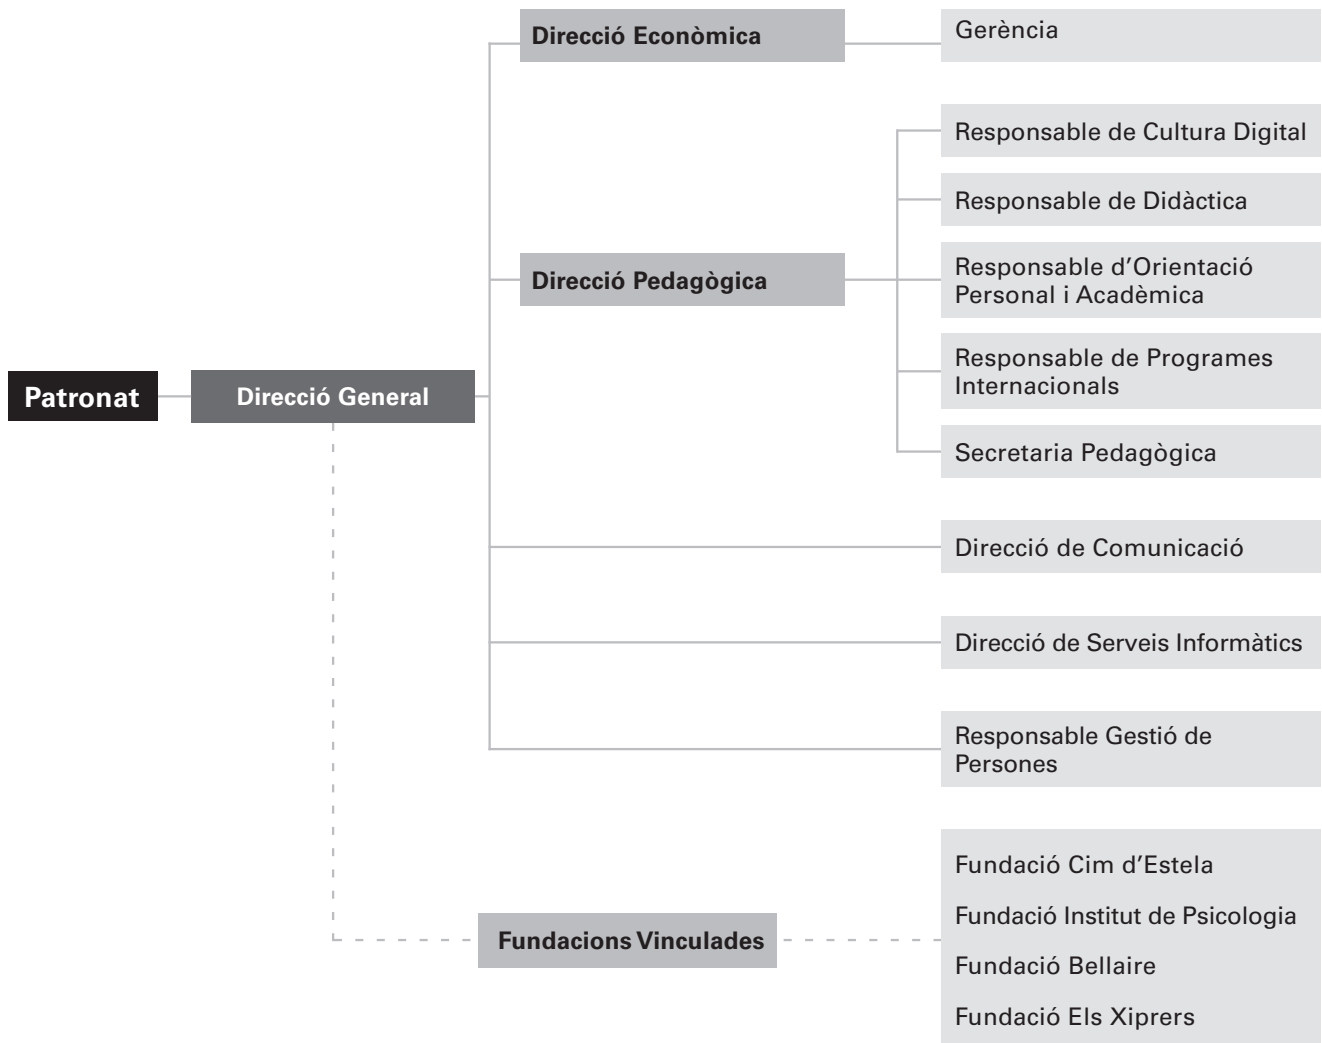 Direcció Econòmica
Gerència
Responsable de Cultura Digital
Responsable de Didàctica
Direcció Pedagògica
Responsable d’Orientació
Personal i Acadèmica
Responsable de Programes
Internacionals
Patronat
Direcció General
Secretaria Pedagògica
Direcció de Comunicació
Direcció de Serveis Informàtics
Responsable Gestió de
Persones
Fundacions Vinculades
Fundació Cim d’Estela
Fundació Institut de Psicologia
Fundació Bellaire
Fundació Els Xiprers